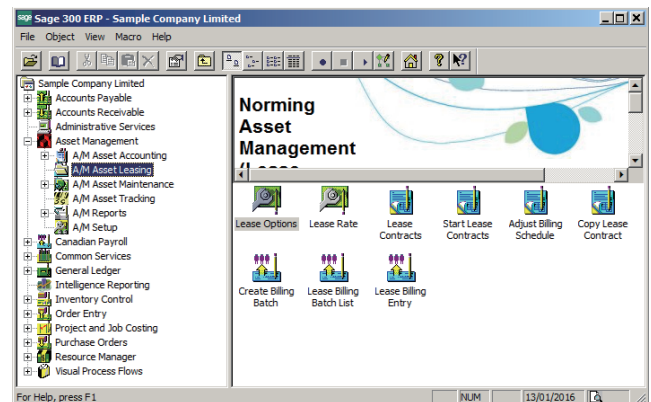 sage Sage 300 ERP - Sample Company Limited
File Object View Macro Help
Sample Company Limited
Accounts Payable
Accounts Receivable
Administrative Services
Asset Management
A/M Asset Accounting
A/M Asset Leasing
A/M Asset Maintenance
A/M Asset Tracking
A/M Reports
A/M Setup
Canadian Payroll
Common Services
General Ledger
Intelligence Reporting
Inventory Control
Order Entry
Project and Job Costing
Purchase Orders
Resource Manager
Visual Process Flows
Norming
Asset
Management
(Lease
Lease Options Lease Rate Lease Contracts Start Lease Contracts Adjust Billing Schedule Copy Lease Contract
Create Billing Batch Lease Billing Batch List Lease Billing Entry
For Help, press F1 NUM 13/01/2016